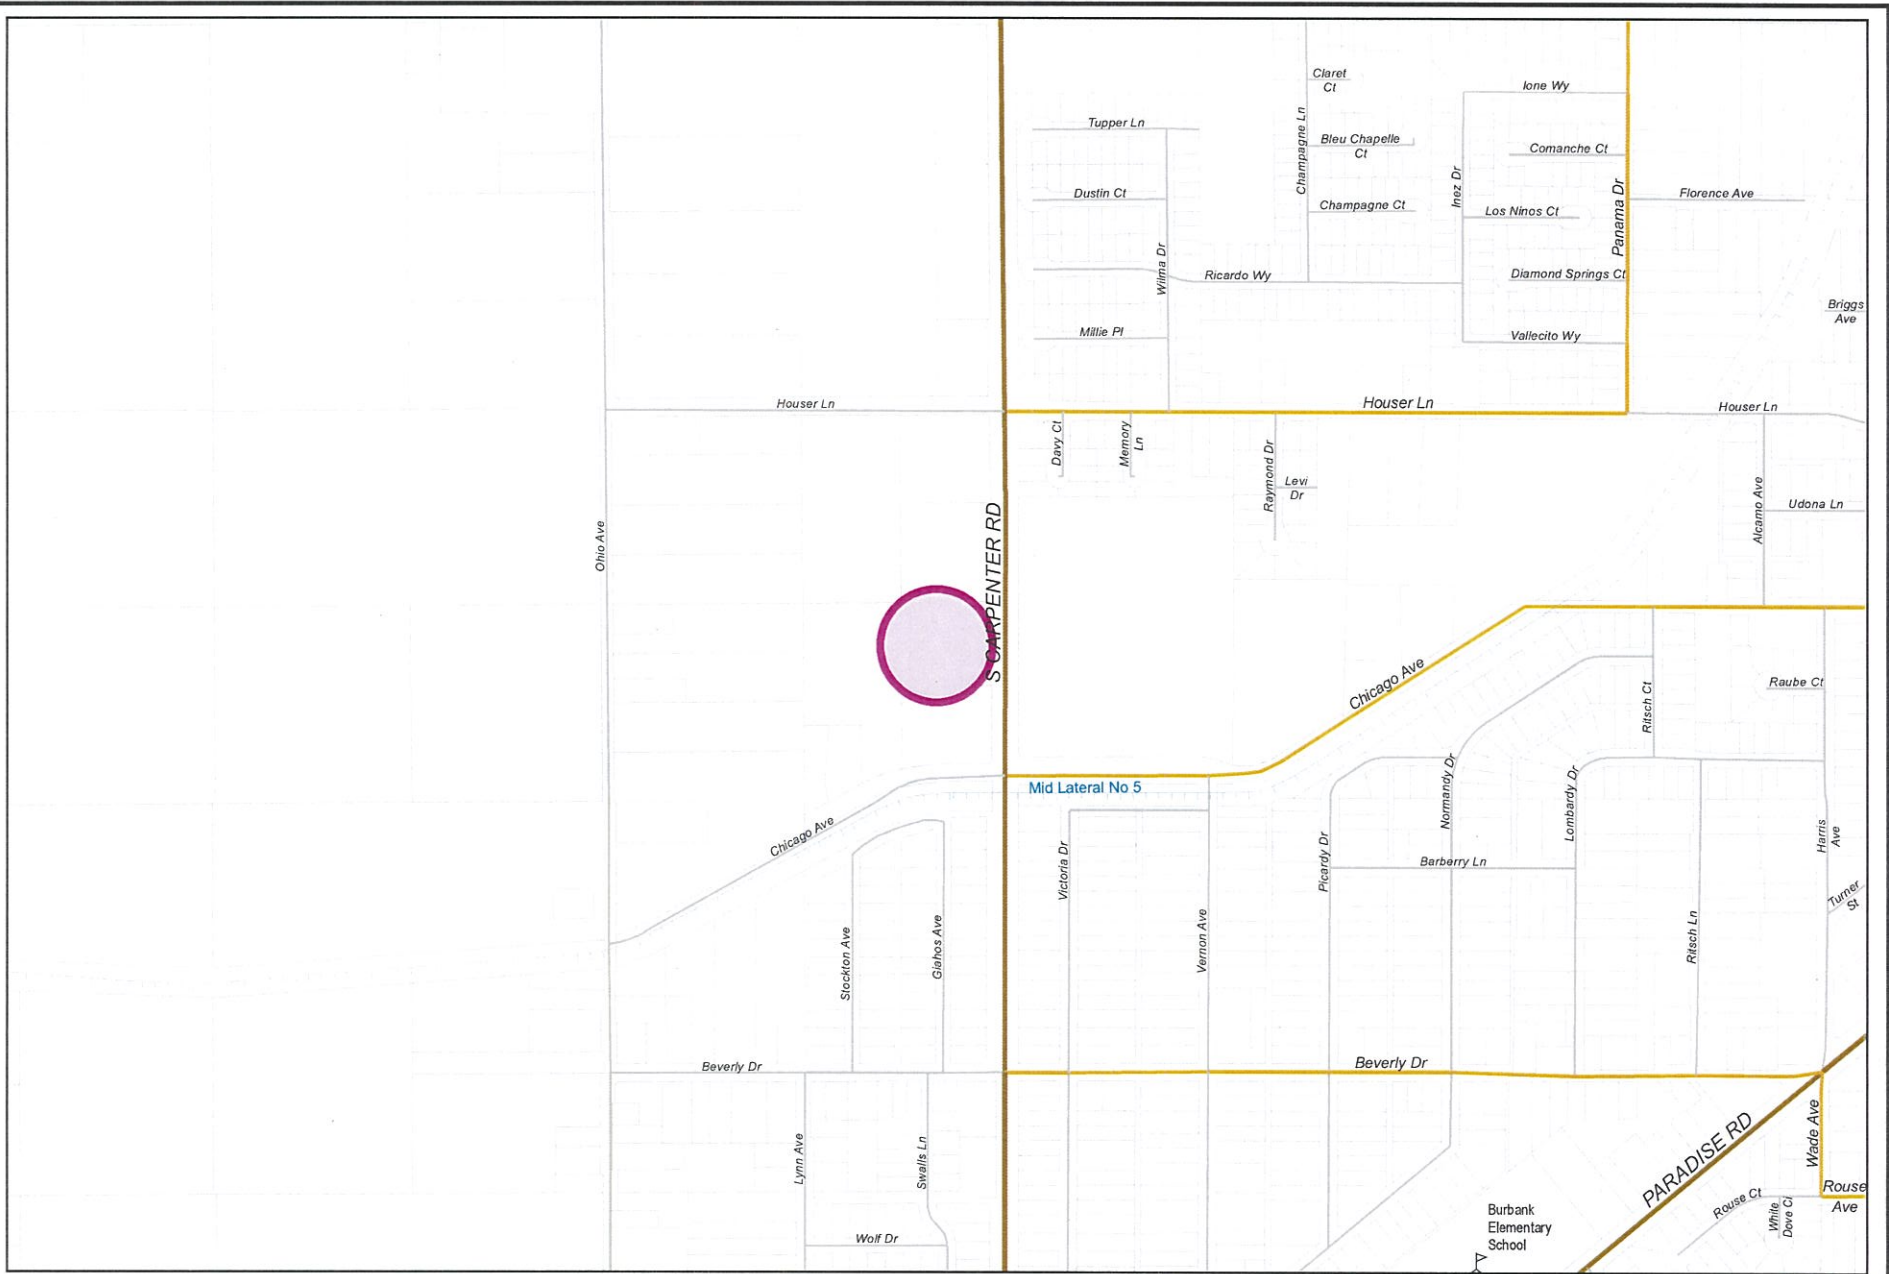 Claret
Ct
Ione Wy
Tupper Ln
Champagne Ln
Bleu Chapelle
Ct
Comanche Ct
Inez Dr
Panama Dr
Dustin Ct
Florence Ave
Champagne Ct
Los Ninos Ct
Wilma Dr
Ricardo Wy
Diamond Springs Ct
Briggs
Ave
Millie Pl
Vallecito Wy
Houser Ln
Houser Ln
Houser Ln
Davy Ct
Memory
Ln
Raymond Dr
Levi
Dr
Alcamo Ave
Udona Ln
Ohio Ave
S CARPENTER RD
Chicago Ave
Ritsch Ct
Raube Ct
Mid Lateral No 5
Chicago Ave
Normandy Dr
Lombardy Dr
Harris
Ave
Victoria Dr
Picardy Dr
Barberry Ln
Turner
St
Stockton Ave
Glahos Ave
Vernon Ave
Ritsch Ln
Beverly Dr
Beverly Dr
Lynn Ave
Swalls Ln
PARADISE RD
Wade Ave
Rouse
Ave
Rouse Ct
White
Dove Ci
Burbank
Elementary
School
Wolf Dr